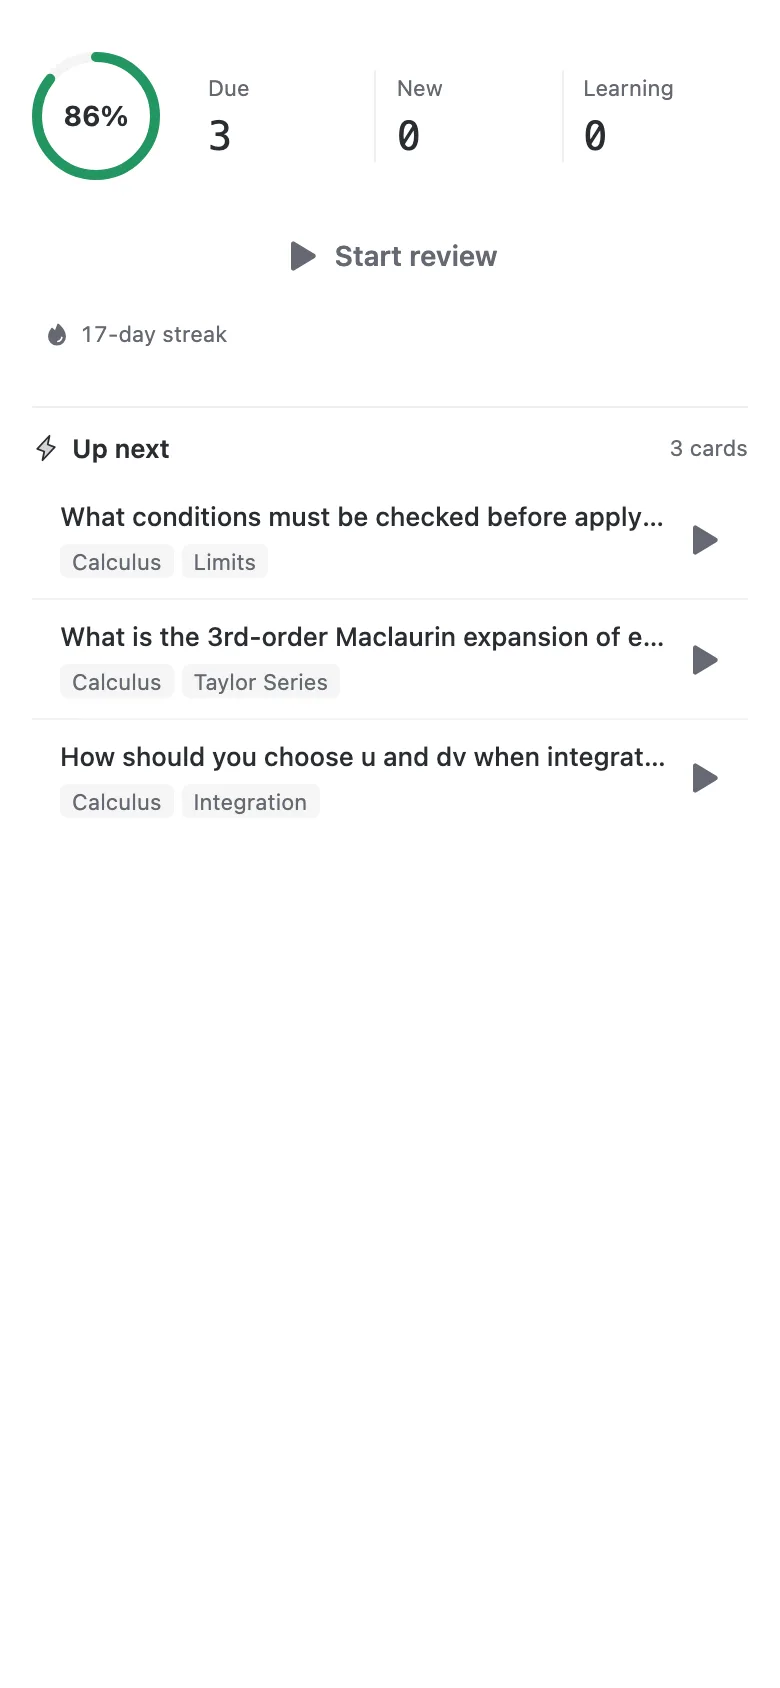 86%
Due
3
New
0
Learning
0
Start review
17-day streak
Up next
3 cards
What conditions must be checked before apply...
Calculus
Limits
What is the 3rd-order Maclaurin expansion of e...
Calculus
Taylor Series
How should you choose u and dv when integrat...
Calculus
Integration